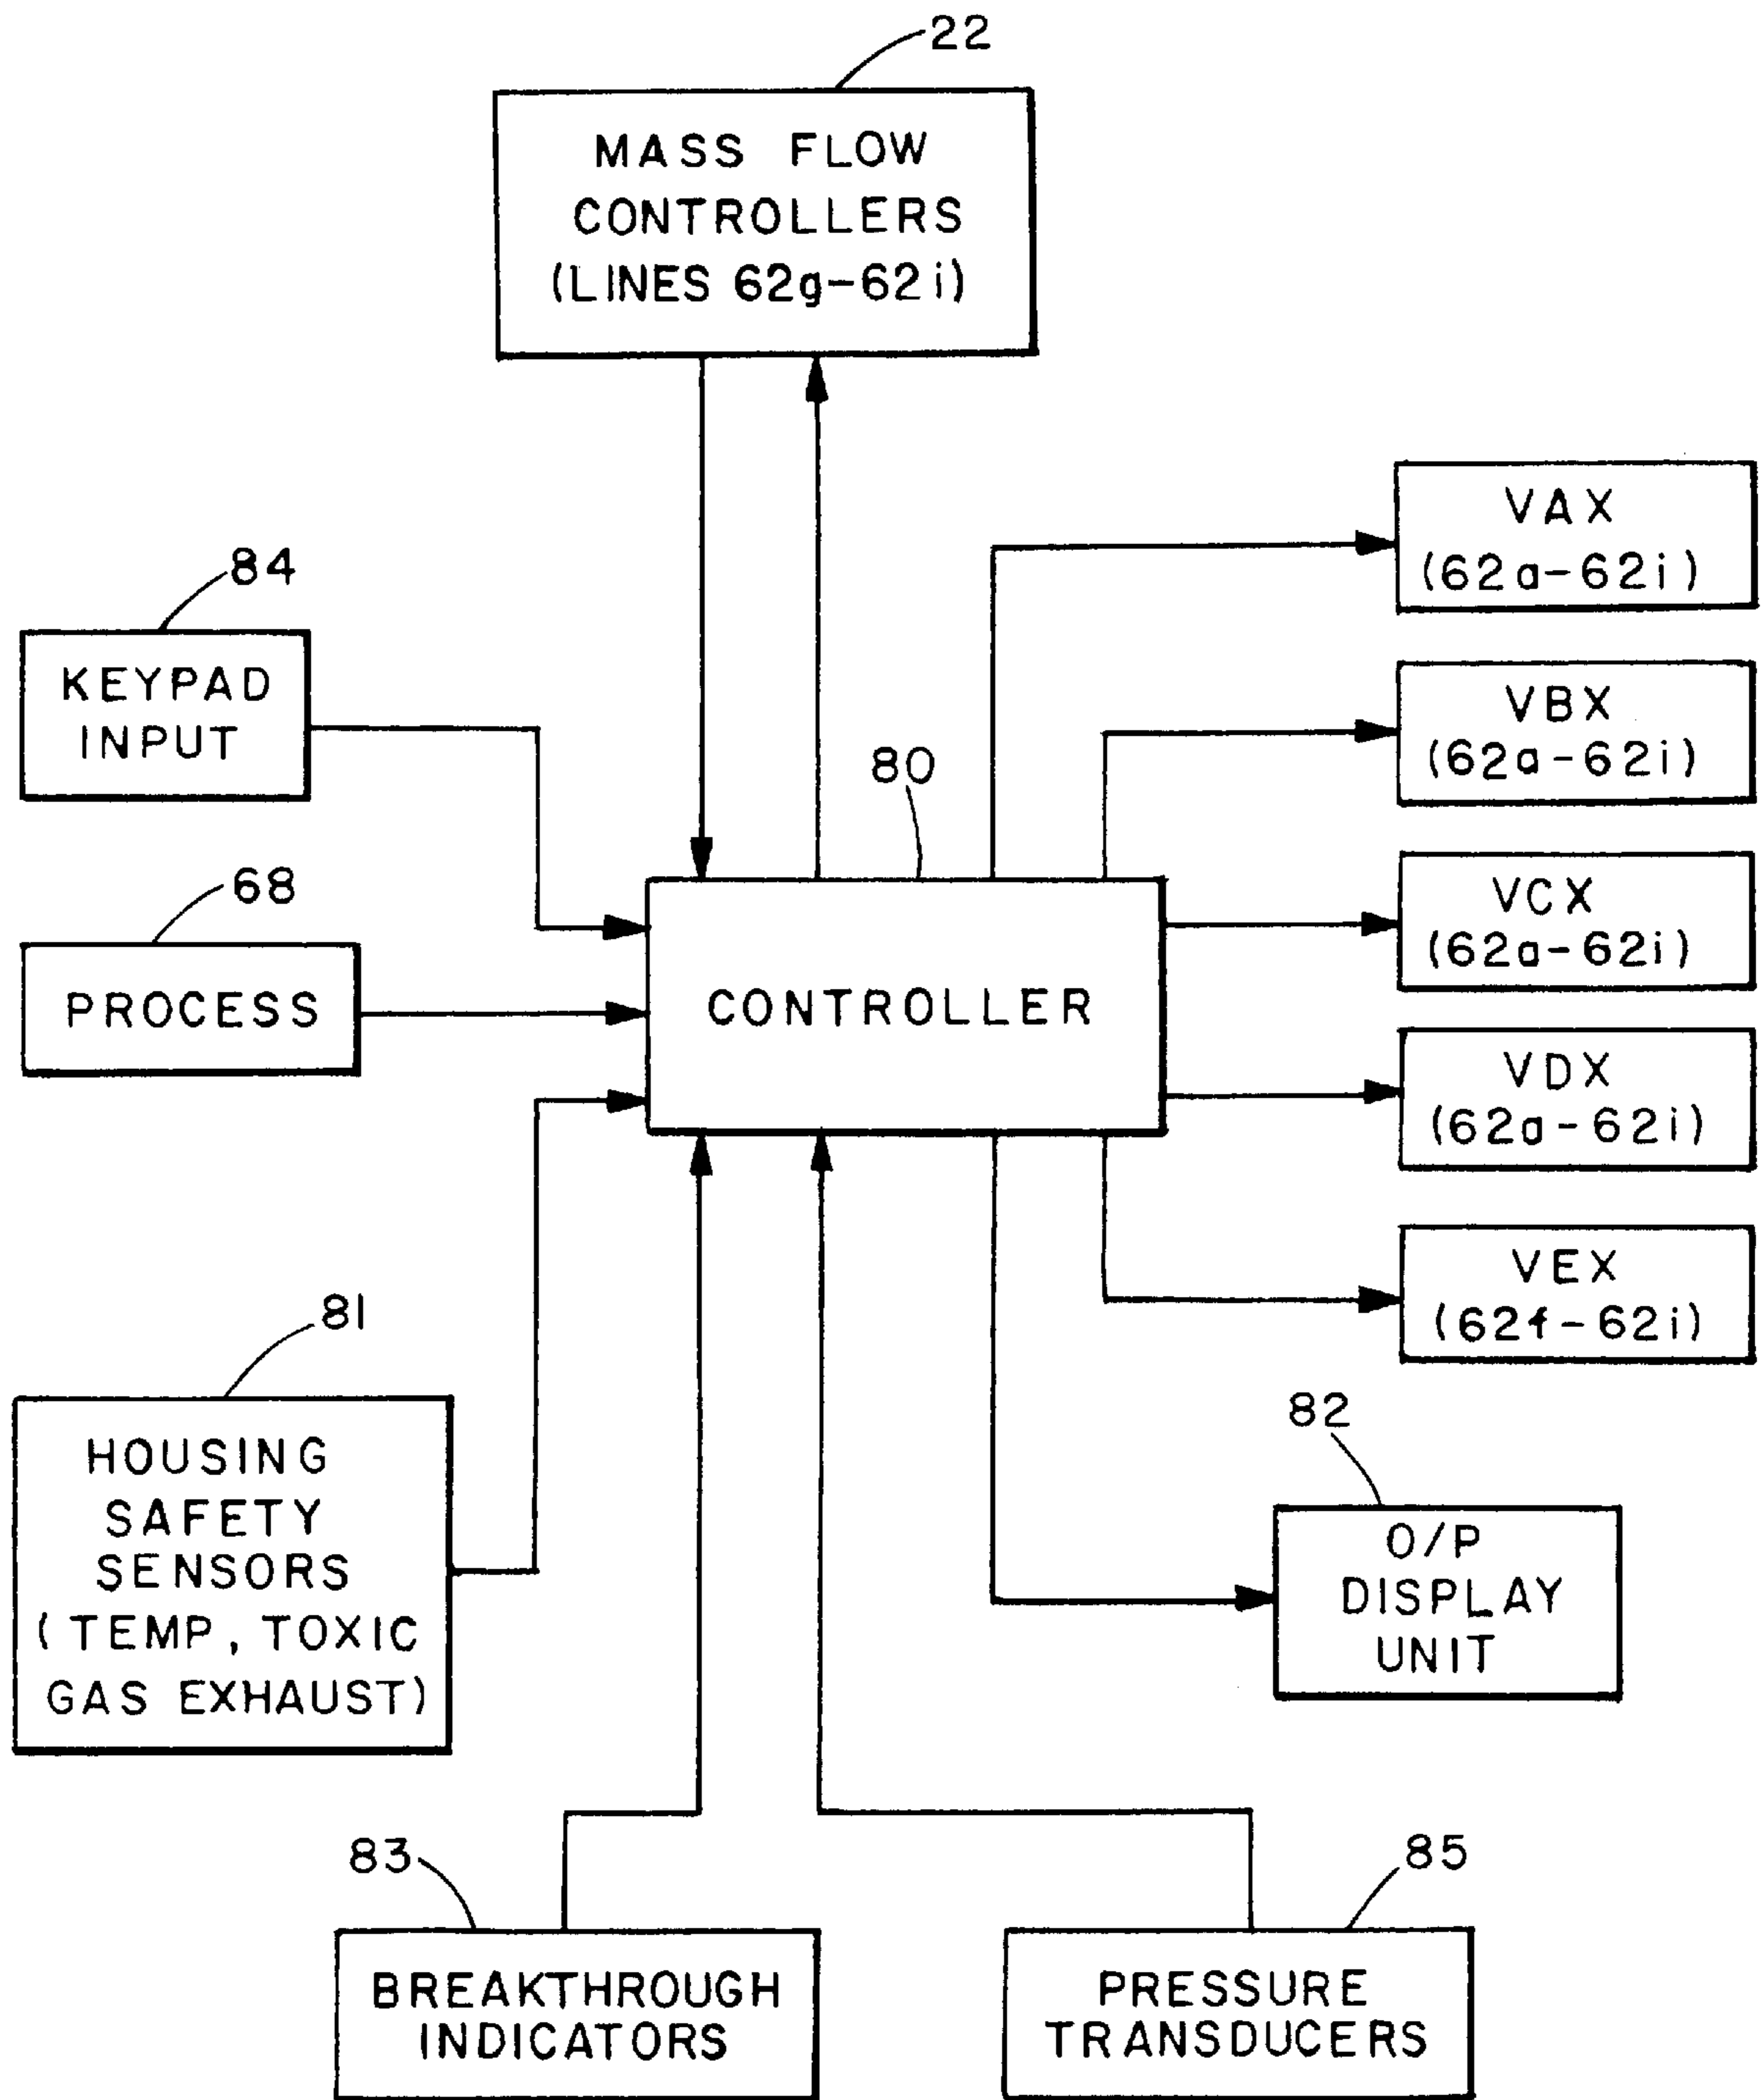 22
MASS FLOW
CONTROLLERS
(LINES 62g-62i)
VAX
(62a-62i)
84
KEYPAD
INPUT
VBX
(62a-62i)
80
VCX
(62a-62i)
68
PROCESS
CONTROLLER
VDX
(62a-62i)
VEX
(62f-62i)
81
HOUSING
SAFETY
SENSORS
(TEMP, TOXIC
GAS EXHAUST)
82
O/P
DISPLAY
UNIT
83
BREAKTHROUGH
INDICATORS
85
PRESSURE
TRANSDUCERS